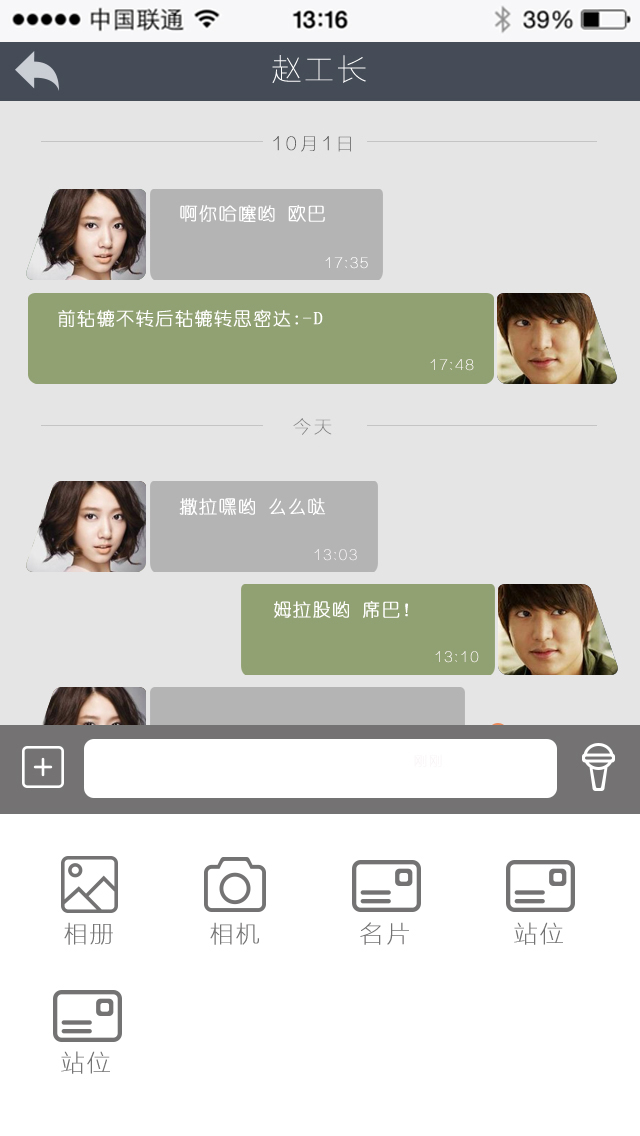 中国联通 13:16 39%
赵工长
10月1日
啊你哈噻哟 欧巴
17:35
前轱辘不转后轱辘转思密达:-D
17:48
今天
撒拉嘿哟 么么哒
13:03
姆拉股哟 席巴!
13:10
相册 相机 名片 站位
站位